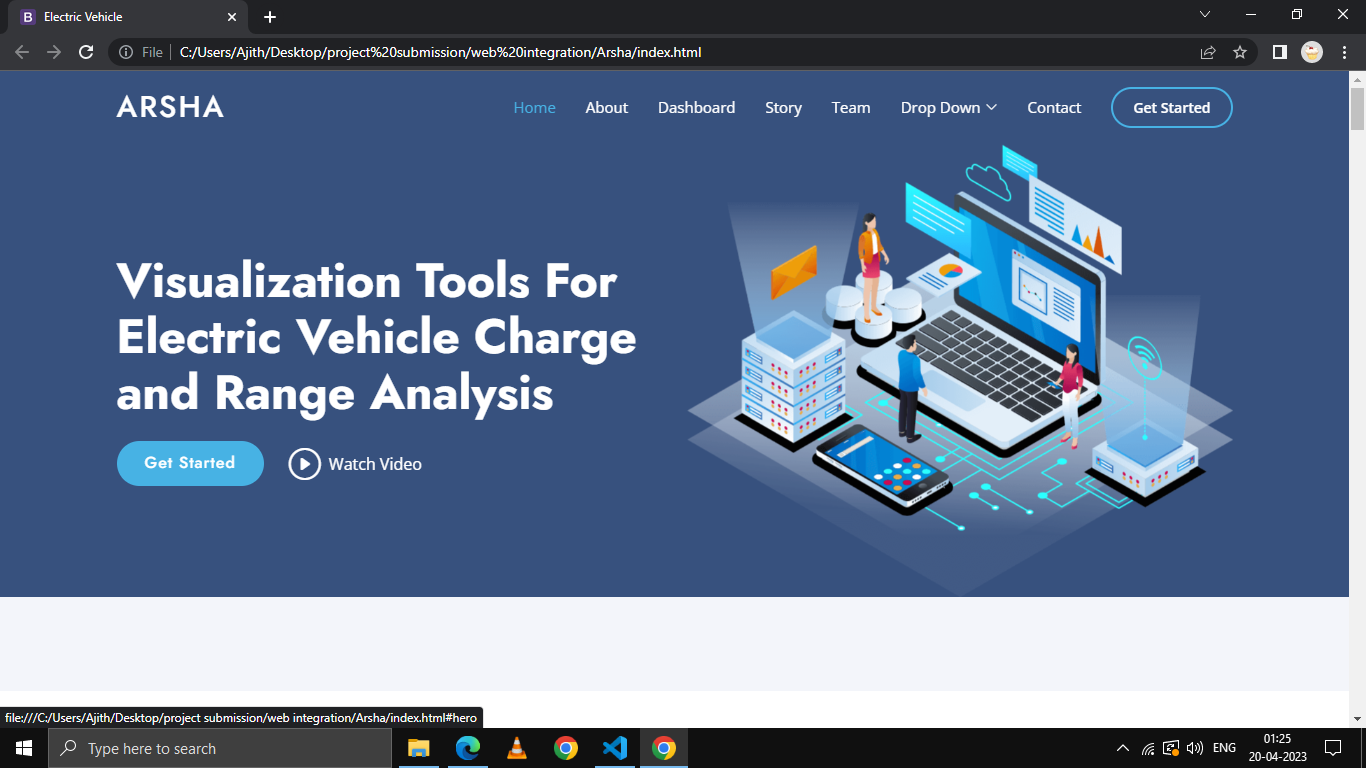 B Electric Vehicle
File C:/Users/Ajith/Desktop/project%20submission/web%20integration/Arsha/index.html
ARSHA
Home About Dashboard Story Team Drop Down Contact Get Started
Visualization Tools For
Electric Vehicle Charge
and Range Analysis
Get Started Watch Video
file:///C:/Users/Ajith/Desktop/project submission/web integration/Arsha/index.html#hero
Type here to search
ENG
01:25
20-04-2023